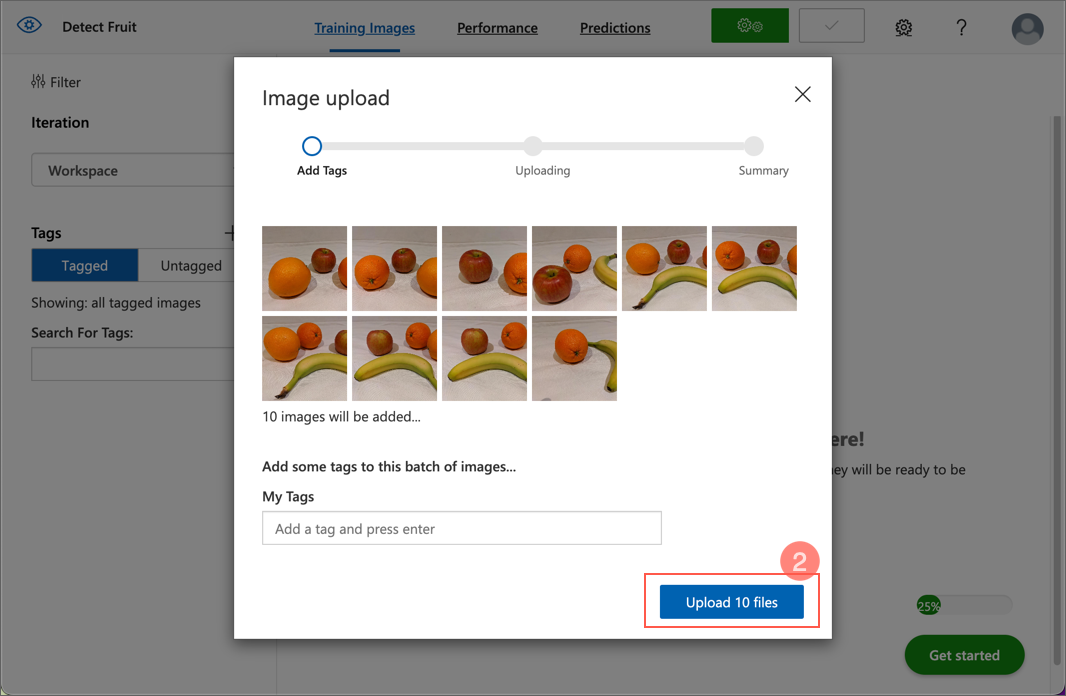 Detect Fruit
Training Images
Performance
Predictions
?
Filter
Iteration
Workspace
Tags
Tagged
Untagged
Showing: all tagged images
Search For Tags:
Image upload
Add Tags
Uploading
Summary
10 images will be added...
Add some tags to this batch of images...
My Tags
Add a tag and press enter
2
Upload 10 files
ere!
ey will be ready to be
25%
Get started